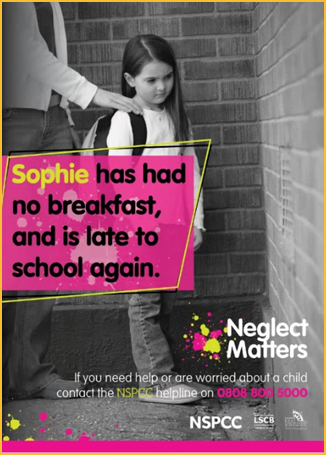 Sophie has had
no breakfast,
and is late to
school again.
Neglect
Matters
If you need help or are worried about a child
contact the NSPCC helpline on 0808 800 5000
NSPCC
LSCB